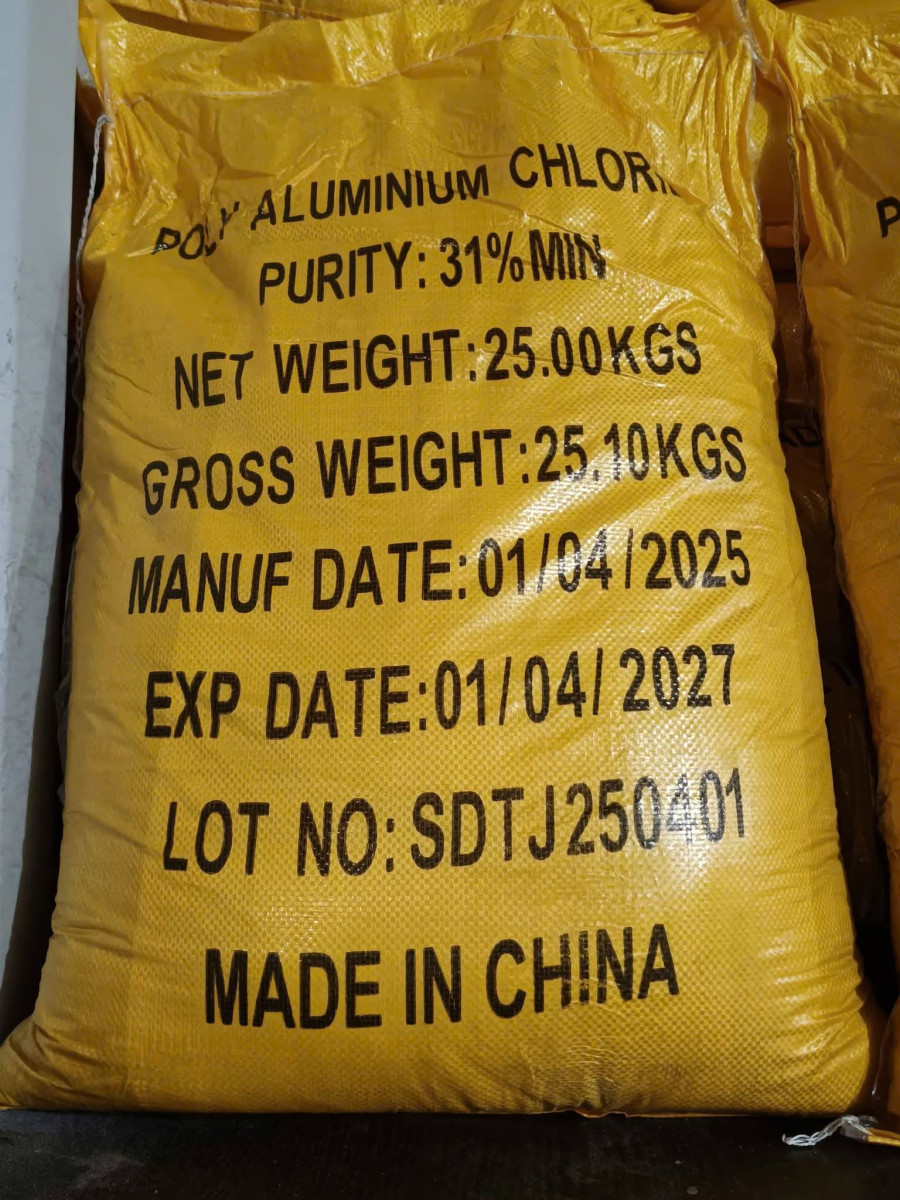 POLY ALUMINIUM CHLORI
PURITY: 31% MIN
NET WEIGHT:25.00KGS
GROSS WEIGHT:25.10KGS
MANUF DATE:01/04/2025
EXP DATE:01/04/2027
LOT NO: SDTJ250401
MADE IN CHINA
P